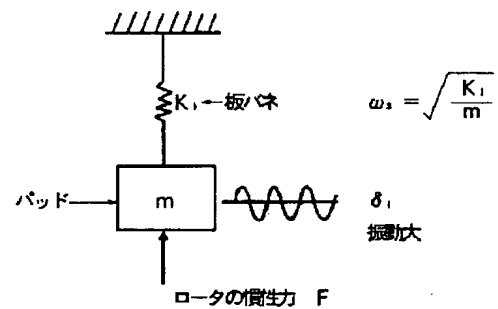 K₁ ← 板バネ
ωs = √(K₁/m)
パッド
m
δ₁
振動大
ロータの慣性力 F